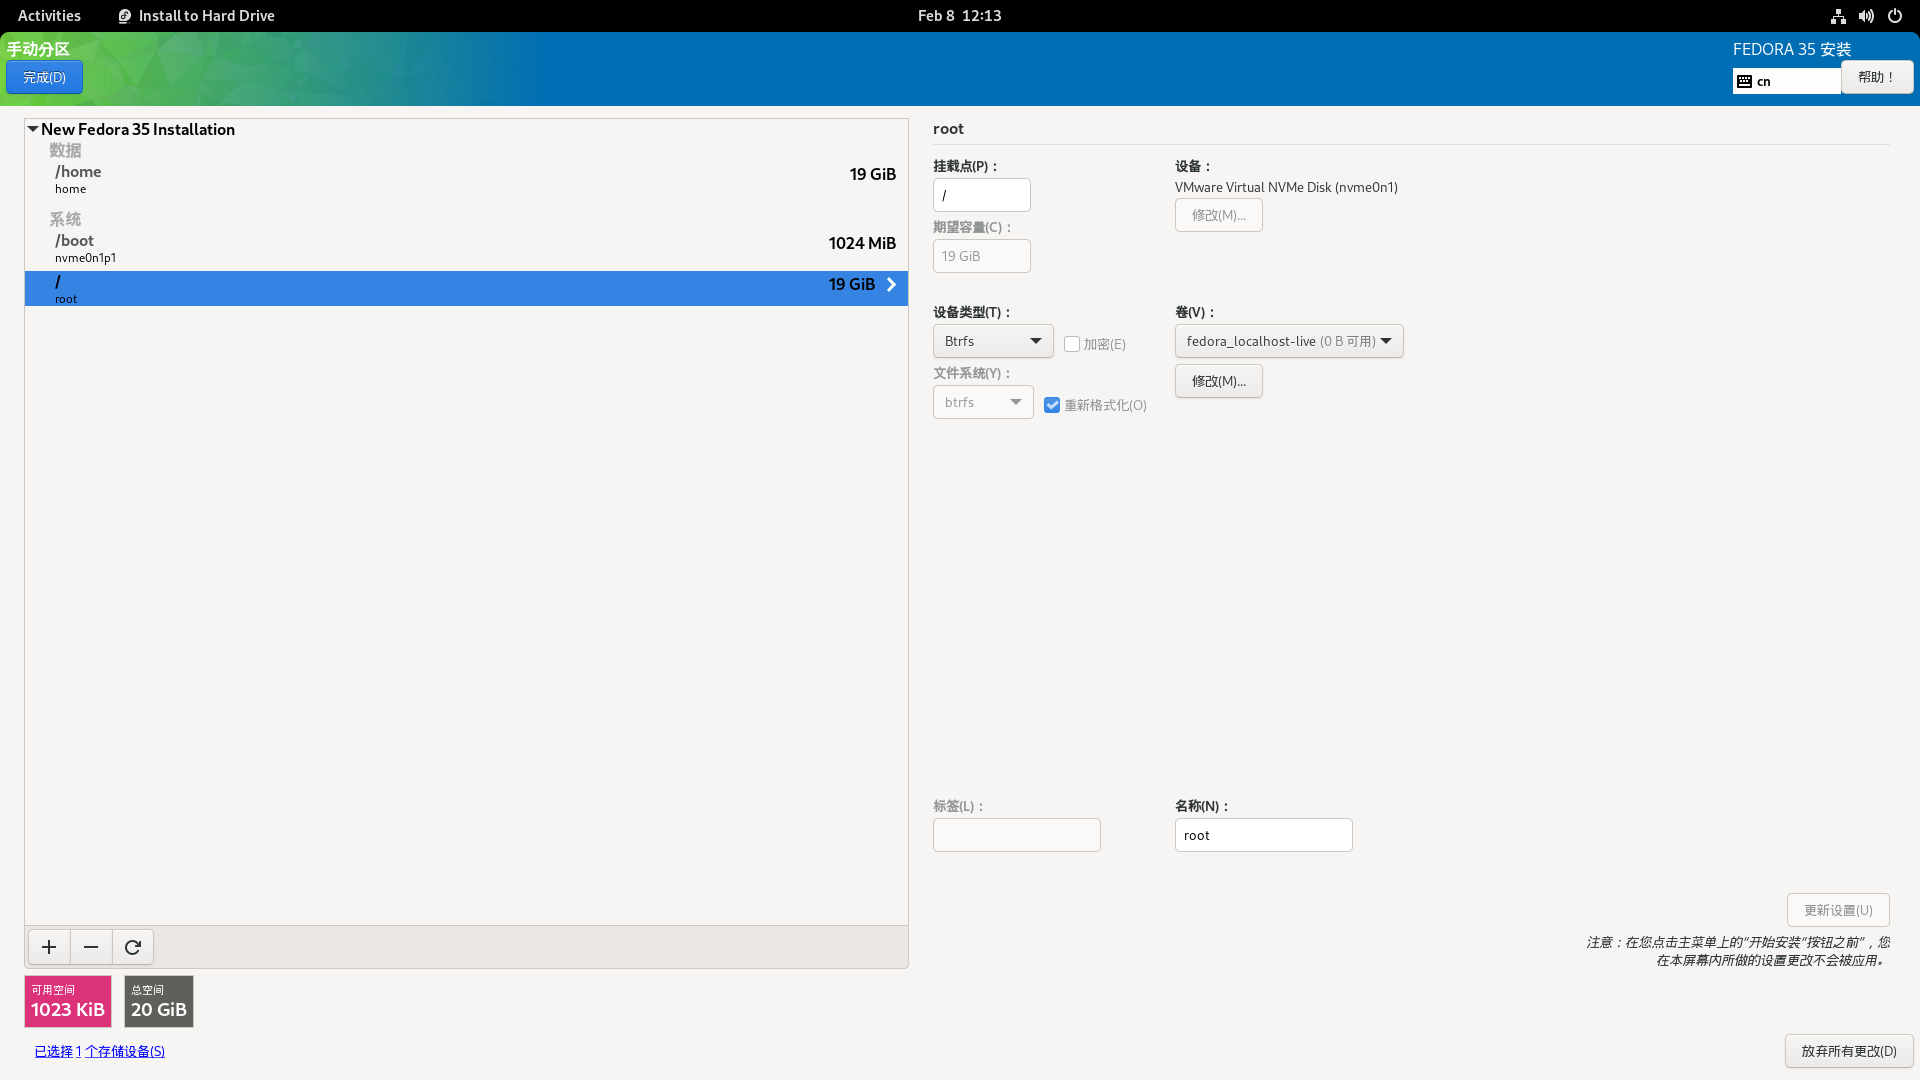 Activities
Install to Hard Drive
Feb 8  12:13
手动分区
完成(D)
FEDORA 35 安装
cn
帮助！
New Fedora 35 Installation
数据
/home
19 GiB
home
系统
/boot
1024 MiB
nvme0n1p1
/
19 GiB
root
root
挂载点(P)：
/
期望容量(C)：
19 GiB
设备：
VMware Virtual NVMe Disk (nvme0n1)
修改(M)...
设备类型(T)：
Btrfs
加密(E)
文件系统(Y)：
btrfs
重新格式化(O)
卷(V)：
fedora_localhost-live (0 B 可用)
修改(M)...
标签(L)：
名称(N)：
root
更新设置(U)
注意：在您点击主菜单上的“开始安装“按钮之前”，您
在本屏幕内所做的设置更改不会被应用。
可用空间
1023 KiB
总空间
20 GiB
已选择 1 个存储设备(S)
放弃所有更改(D)